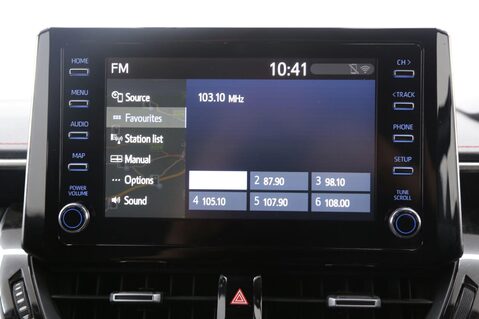 HOME
MENU
AUDIO
MAP
POWER
VOLUME
FM
10:41
Source
Favourites
Station list
Manual
Options
Sound
103.10 MHz
2 87.90
3 98.10
4 105.10
5 107.90
6 108.00
CH >
< TRACK
PHONE
SETUP
TUNE
SCROLL